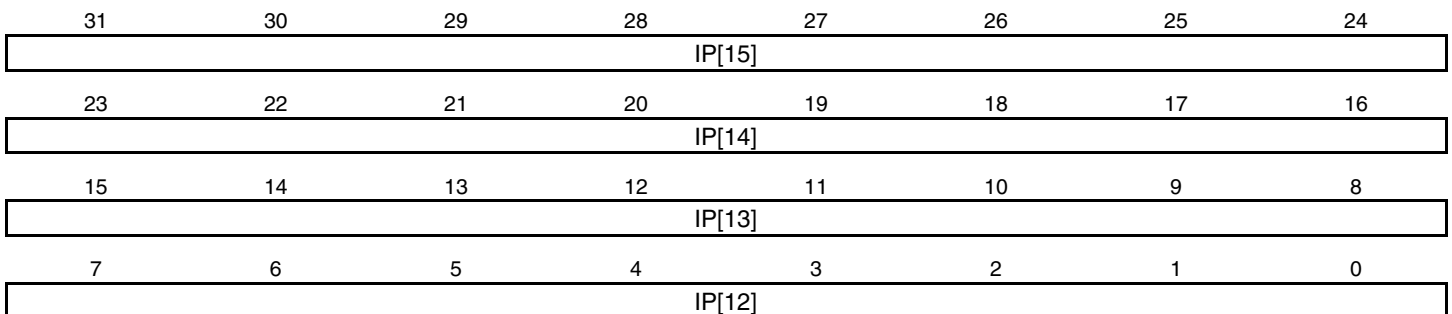 31 30 29 28 27 26 25 24
IP[15]
23 22 21 20 19 18 17 16
IP[14]
15 14 13 12 11 10 9 8
IP[13]
7 6 5 4 3 2 1 0
IP[12]